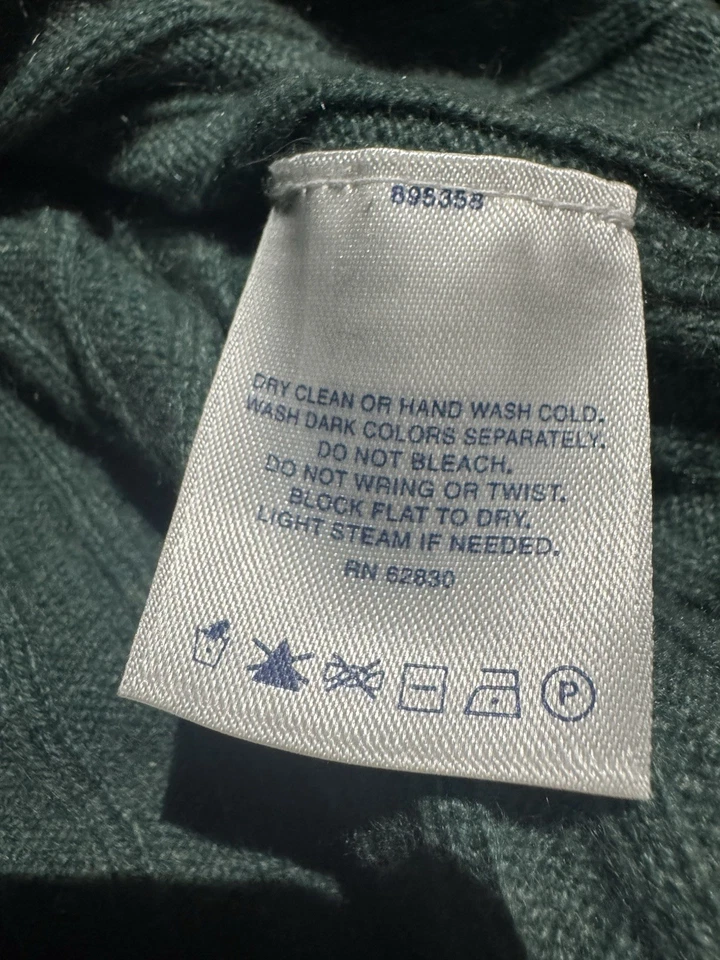 895358
DRY CLEAN OR HAND WASH COLD.
WASH DARK COLORS SEPARATELY.
DO NOT BLEACH.
DO NOT WRING OR TWIST.
BLOCK FLAT TO DRY.
LIGHT STEAM IF NEEDED.
RN 62830
P